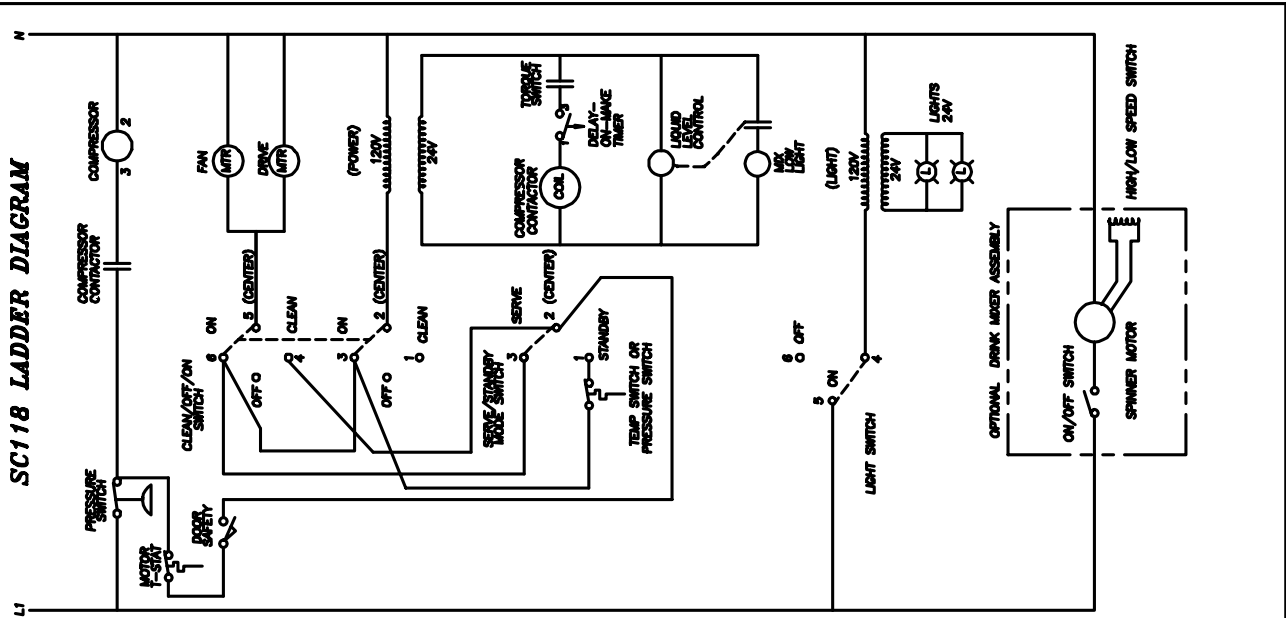 SC118 LADDER DIAGRAM
L1
N
PRESSURE
SWITCH
COMPRESSOR
CONTACTOR
COMPRESSOR
3
2
MOTOR
T-STAT
DOOR
SAFETY
CLEAN/OFF/ON
SWITCH
6
ON
5 (CENTER)
OFF
4
CLEAN
FAN
MTR
DRIVE
MTR
3
ON
2 (CENTER)
OFF
1
CLEAN
(POWER)
120V
24V
SERVE/STANDBY
MODE SWITCH
3
SERVE
2 (CENTER)
1
STANDBY
TEMP SWITCH OR
PRESSURE SWITCH
COMPRESSOR
CONTACTOR
COIL
1
3
TORQUE
SWITCH
DELAY-
ON-MAKE
TIMER
LIQUID
LEVEL
CONTROL
MIX
LOW
LIGHT
6
OFF
5
ON
4
LIGHT SWITCH
(LIGHT)
120V
24V
L
L
LIGHTS
24V
OPTIONAL DRINK MIXER ASSEMBLY
ON/OFF SWITCH
SPINNER MOTOR
HIGH/LOW SPEED SWITCH